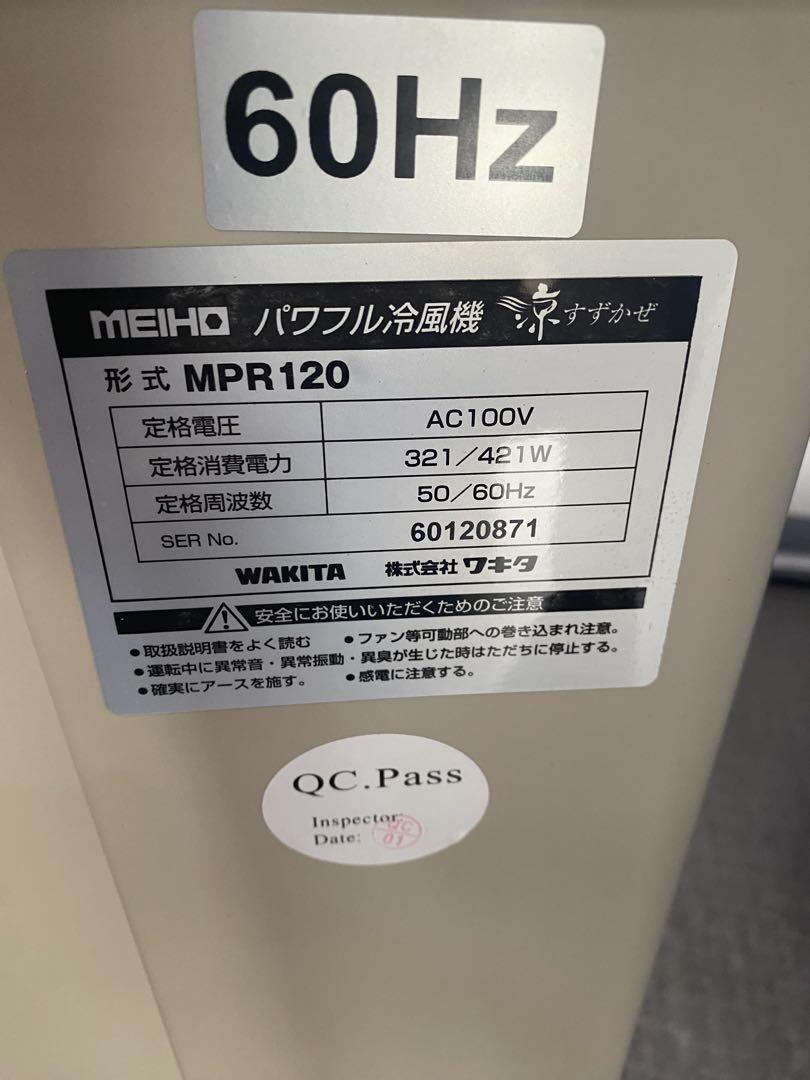 60Hz
MEIHO パワフル冷風機 涼すずかぜ
形式 MPR120
定格電圧 AC100V
定格消費電力 321/421W
定格周波数 50/60Hz
SER No. 60120871
WAKITA 株式会社ワキタ
安全にお使いいただくためのご注意
●取扱説明書をよく読む ●ファン等可動部への巻き込まれ注意。
●運転中に異常音・異常振動・異臭が生じた時はただちに停止する。
●確実にアースを施す。 ●感電に注意する。
QC.Pass
Inspector:
Date:
QC
01